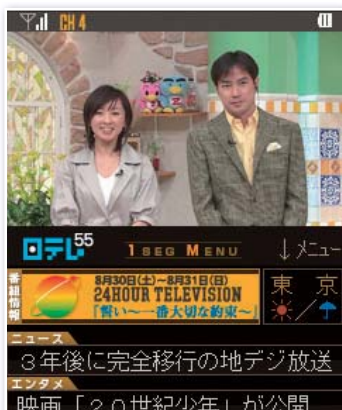 CH 4
日テレ55
1SEG MENU
↓メニュー
番組情報
8月30日(土)~8月31日(日)
24HOUR TELEVISION
「誓い~一番大切な約束~」
東京
ニュース
3年後に完全移行の地デジ放送
エンタメ
映画「20世紀少年」が公開